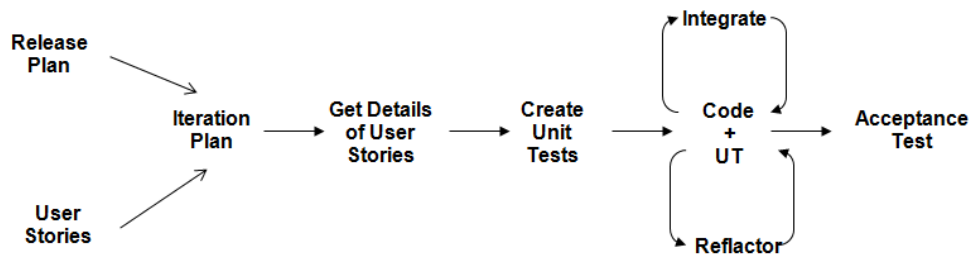 Release
Plan
User
Stories
Iteration
Plan
Get Details
of User
Stories
Create
Unit
Tests
Integrate
Code
+
UT
Reflactor
Acceptance
Test